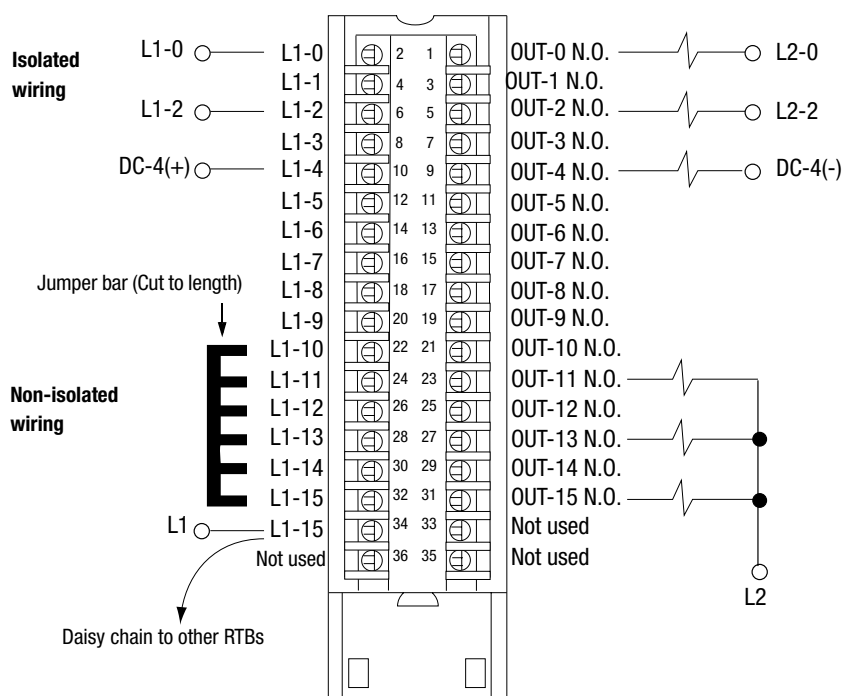 Isolated
wiring
L1-0 L1-0 2 1 OUT-0 N.O. L2-0
L1-1 4 3 OUT-1 N.O.
L1-2 L1-2 6 5 OUT-2 N.O. L2-2
L1-3 8 7 OUT-3 N.O.
DC-4(+) L1-4 10 9 OUT-4 N.O. DC-4(-)
L1-5 12 11 OUT-5 N.O.
L1-6 14 13 OUT-6 N.O.
L1-7 16 15 OUT-7 N.O.
Jumper bar (Cut to length)
L1-8 18 17 OUT-8 N.O.
L1-9 20 19 OUT-9 N.O.
L1-10 22 21 OUT-10 N.O.
Non-isolated
wiring
L1-11 24 23 OUT-11 N.O.
L1-12 26 25 OUT-12 N.O.
L1-13 28 27 OUT-13 N.O.
L1-14 30 29 OUT-14 N.O.
L1-15 32 31 OUT-15 N.O.
L1 L1-15 34 33 Not used
Not used 36 35 Not used
L2
Daisy chain to other RTBs